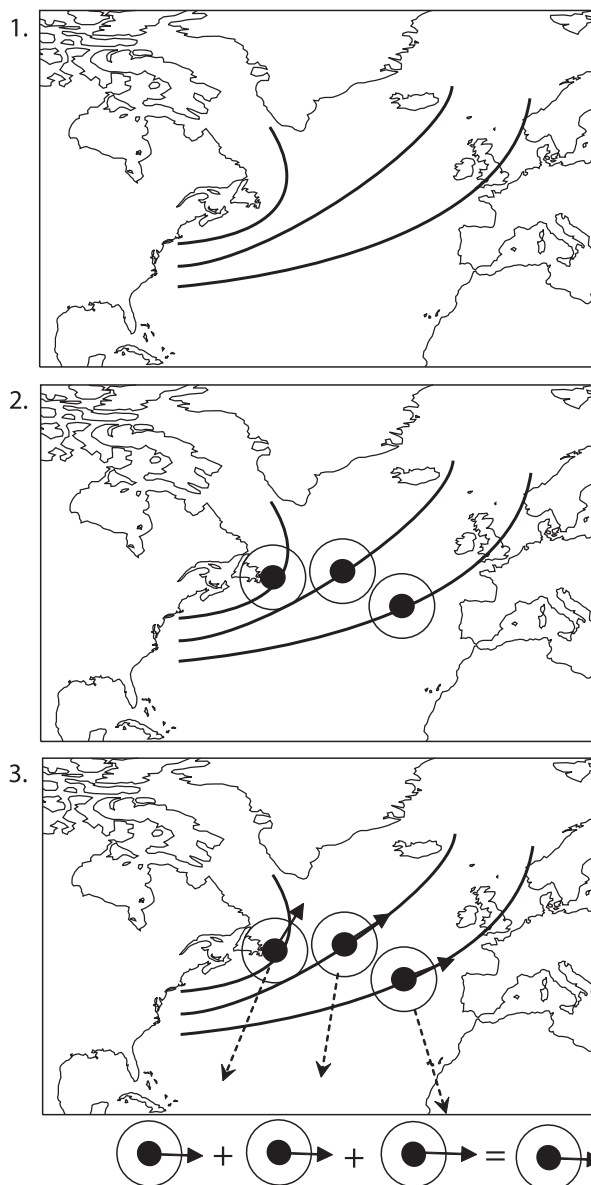 1.
2.
3.
+ + =